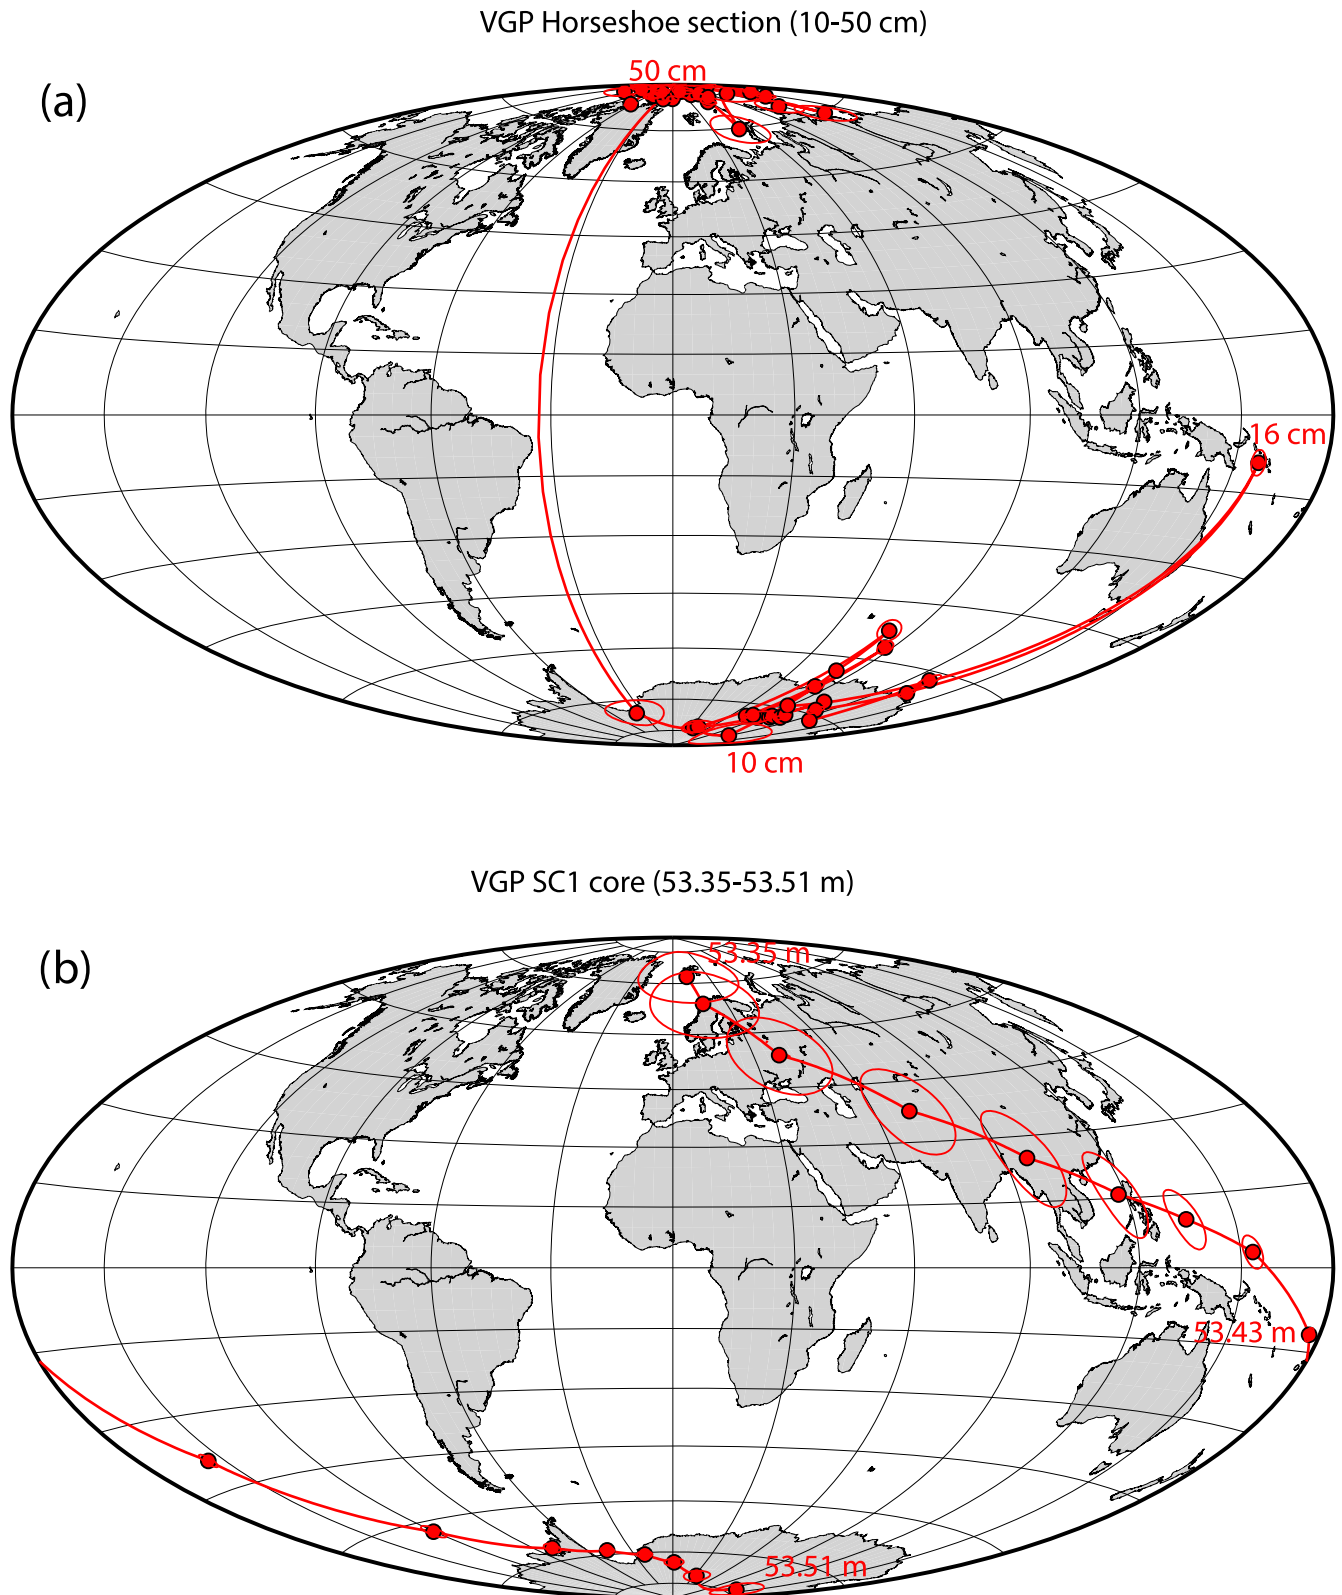 VGP Horseshoe section (10-50 cm)
(a)
50 cm
16 cm
10 cm
VGP SC1 core (53.35-53.51 m)
(b)
53.35 m
53.43 m
53.51 m